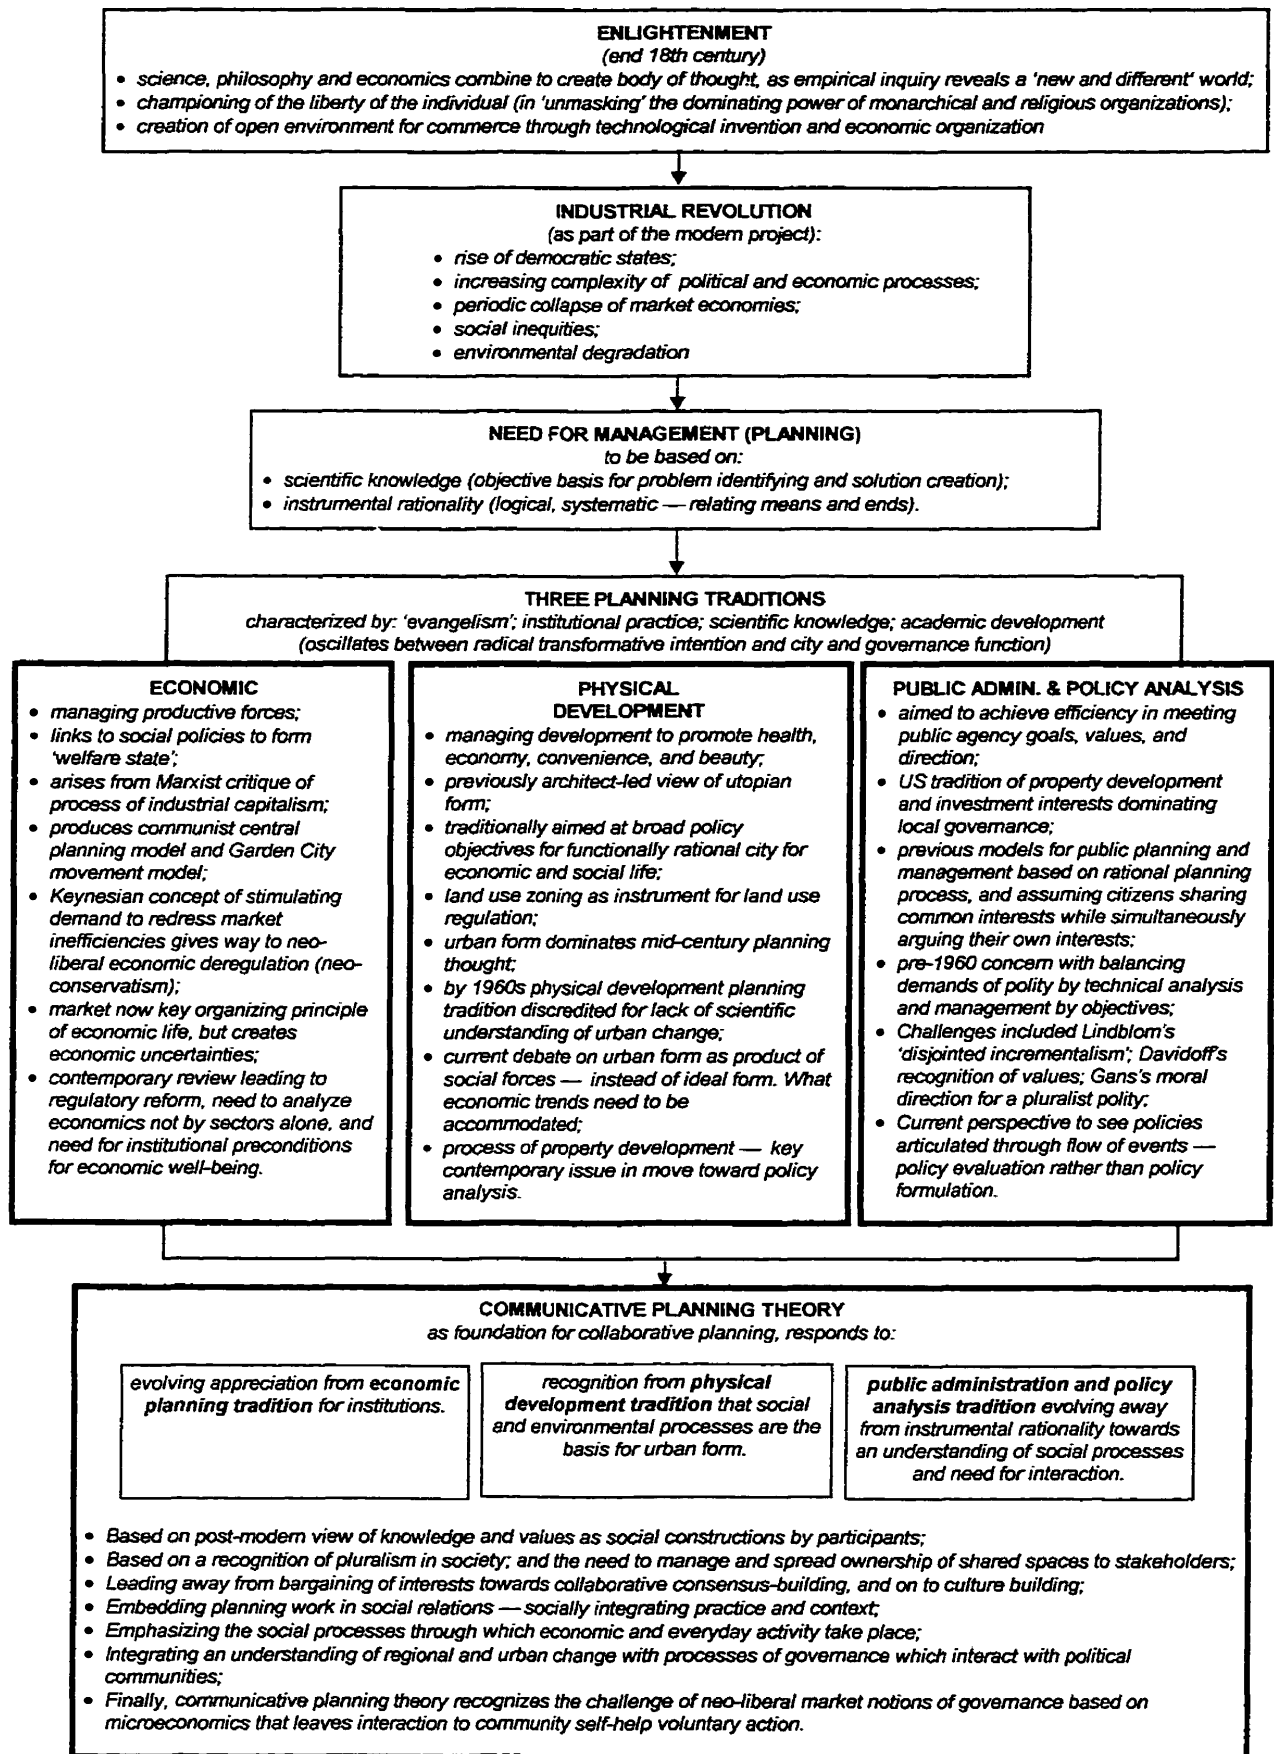 ENLIGHTENMENT
(end 18th century)
• science, philosophy and economics combine to create body of thought, as empirical inquiry reveals a 'new and different' world;
• championing of the liberty of the individual (in 'unmasking' the dominating power of monarchical and religious organizations);
• creation of open environment for commerce through technological invention and economic organization
INDUSTRIAL REVOLUTION
(as part of the modern project):
• rise of democratic states;
• increasing complexity of political and economic processes;
• periodic collapse of market economies;
• social inequities;
• environmental degradation
NEED FOR MANAGEMENT (PLANNING)
to be based on:
• scientific knowledge (objective basis for problem identifying and solution creation);
• instrumental rationality (logical, systematic — relating means and ends).
THREE PLANNING TRADITIONS
characterized by: 'evangelism'; institutional practice; scientific knowledge; academic development
(oscillates between radical transformative intention and city and governance function)
ECONOMIC
• managing productive forces;
• links to social policies to form
'welfare state';
• arises from Marxist critique of
process of industrial capitalism;
• produces communist central
planning model and Garden City
movement model;
• Keynesian concept of stimulating
demand to redress market
inefficiencies gives way to neo-
liberal economic deregulation (neo-
conservatism);
• market now key organizing principle
of economic life, but creates
economic uncertainties;
• contemporary review leading to
regulatory reform, need to analyze
economics not by sectors alone, and
need for institutional preconditions
for economic well-being.
PHYSICAL
DEVELOPMENT
• managing development to promote health,
economy, convenience, and beauty;
• previously architect-led view of utopian
form;
• traditionally aimed at broad policy
objectives for functionally rational city for
economic and social life;
• land use zoning as instrument for land use
regulation;
• urban form dominates mid-century planning
thought;
• by 1960s physical development planning
tradition discredited for lack of scientific
understanding of urban change;
• current debate on urban form as product of
social forces — instead of ideal form. What
economic trends need to be
accommodated;
• process of property development — key
contemporary issue in move toward policy
analysis.
PUBLIC ADMIN. & POLICY ANALYSIS
• aimed to achieve efficiency in meeting
public agency goals, values, and
direction;
• US tradition of property development
and investment interests dominating
local governance;
• previous models for public planning and
management based on rational planning
process, and assuming citizens sharing
common interests while simultaneously
arguing their own interests;
• pre-1960 concern with balancing
demands of polity by technical analysis
and management by objectives;
• Challenges included Lindblom's
'disjointed incrementalism'; Davidoff's
recognition of values; Gans's moral
direction for a pluralist polity;
• Current perspective to see policies
articulated through flow of events —
policy evaluation rather than policy
formulation.
COMMUNICATIVE PLANNING THEORY
as foundation for collaborative planning, responds to:
evolving appreciation from economic
planning tradition for institutions.
recognition from physical
development tradition that social
and environmental processes are the
basis for urban form.
public administration and policy
analysis tradition evolving away
from instrumental rationality towards
an understanding of social processes
and need for interaction.
• Based on post-modern view of knowledge and values as social constructions by participants;
• Based on a recognition of pluralism in society; and the need to manage and spread ownership of shared spaces to stakeholders;
• Leading away from bargaining of interests towards collaborative consensus-building, and on to culture building;
• Embedding planning work in social relations — socially integrating practice and context;
• Emphasizing the social processes through which economic and everyday activity take place;
• Integrating an understanding of regional and urban change with processes of governance which interact with political
communities;
• Finally, communicative planning theory recognizes the challenge of neo-liberal market notions of governance based on
microeconomics that leaves interaction to community self-help voluntary action.